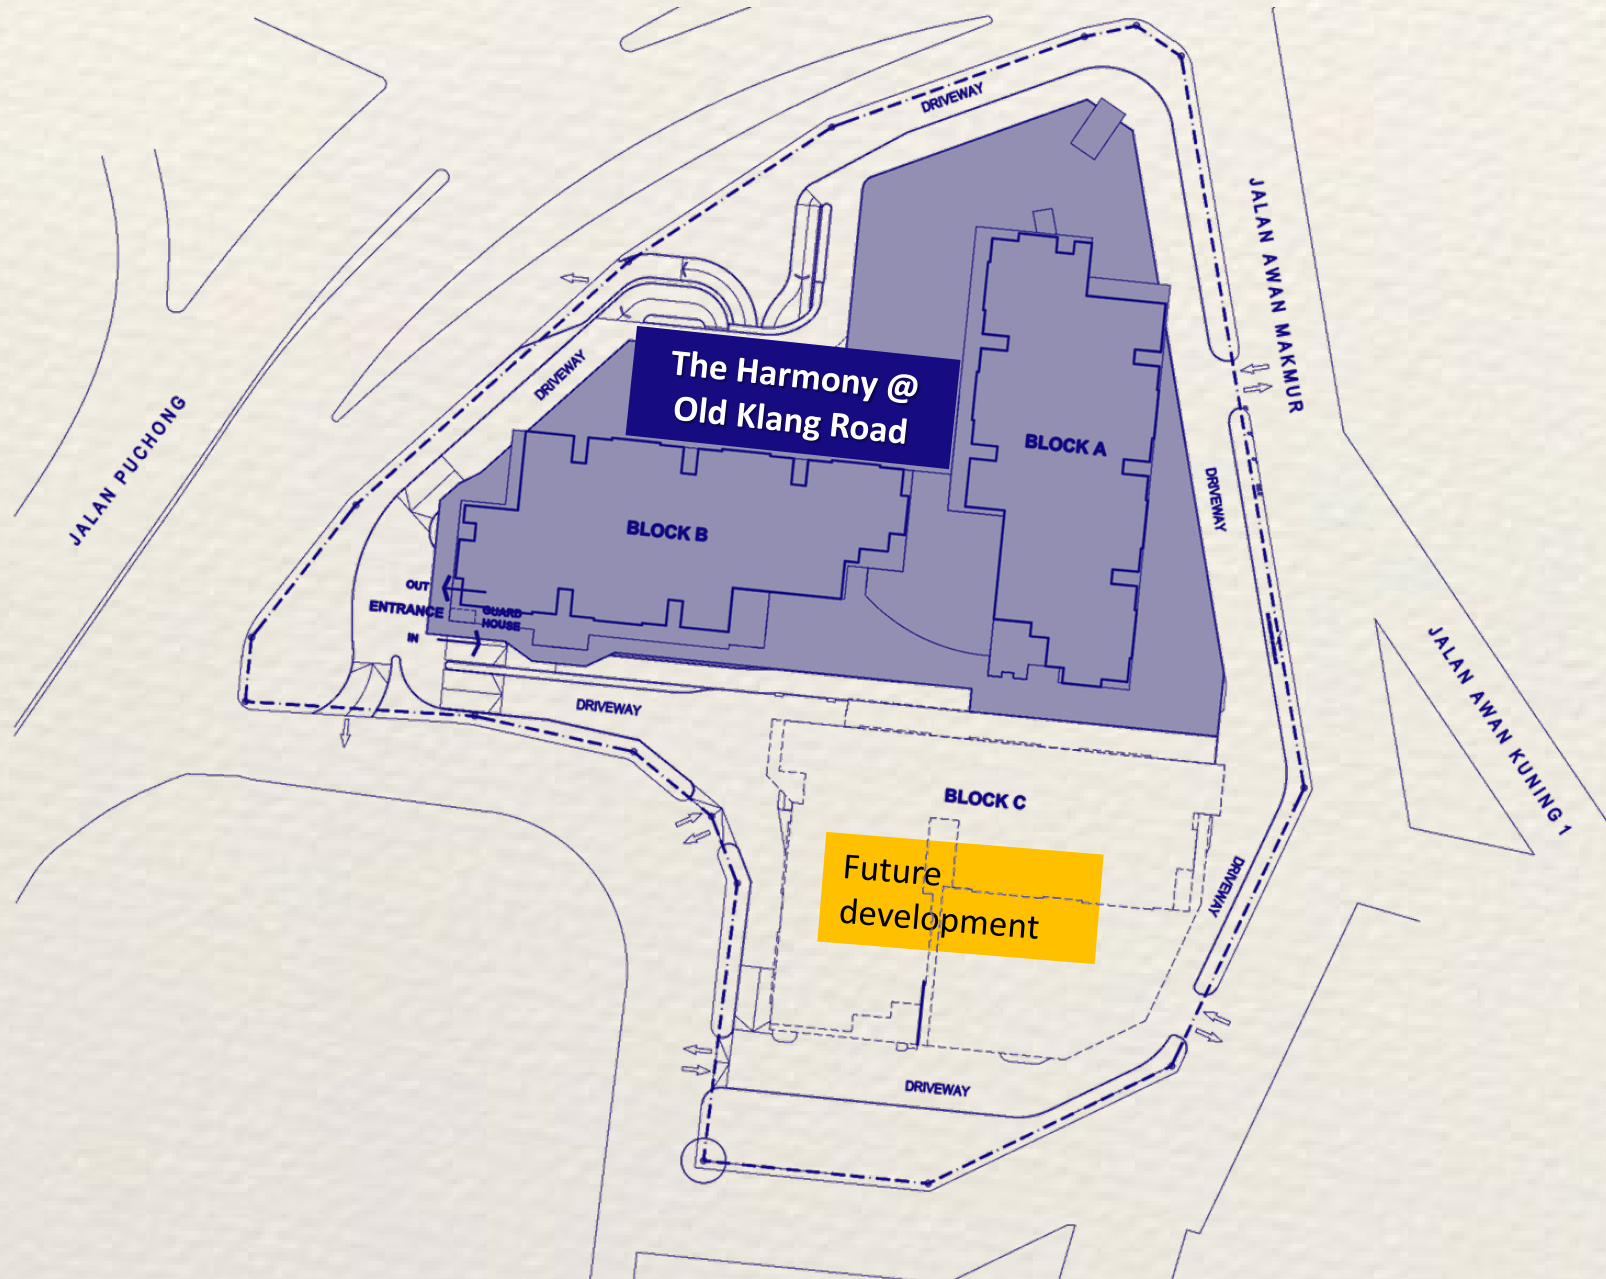 DRIVEWAY
JALAN AWAN MAKMUR
The Harmony @
Old Klang Road
DRIVEWAY
JALAN PUCHONG
BLOCK A
DRIVEWAY
BLOCK B
OUT
ENTRANCE
GUARD
HOUSE
IN
JALAN AWAN KUNING 1
DRIVEWAY
BLOCK C
Future
development
DRIVEWAY
DRIVEWAY